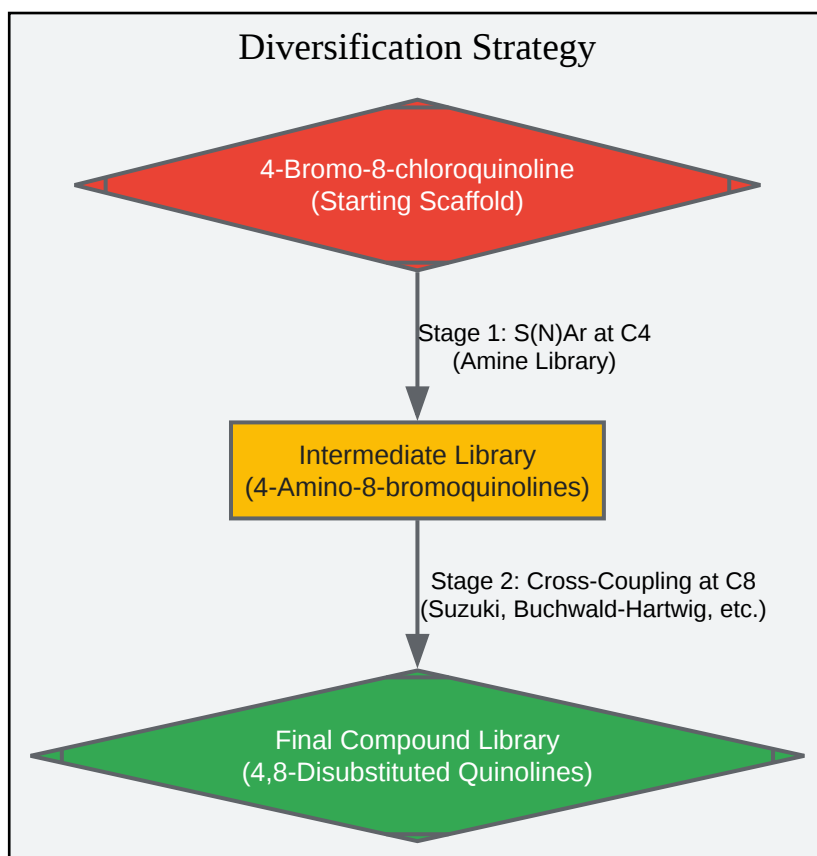 Diversification Strategy
4-Bromo-8-chloroquinoline
(Starting Scaffold)
Stage 1: S(N)Ar at C4
(Amine Library)
Intermediate Library
(4-Amino-8-bromoquinolines)
Stage 2: Cross-Coupling at C8
(Suzuki, Buchwald-Hartwig, etc.)
Final Compound Library
(4,8-Disubstituted Quinolines)